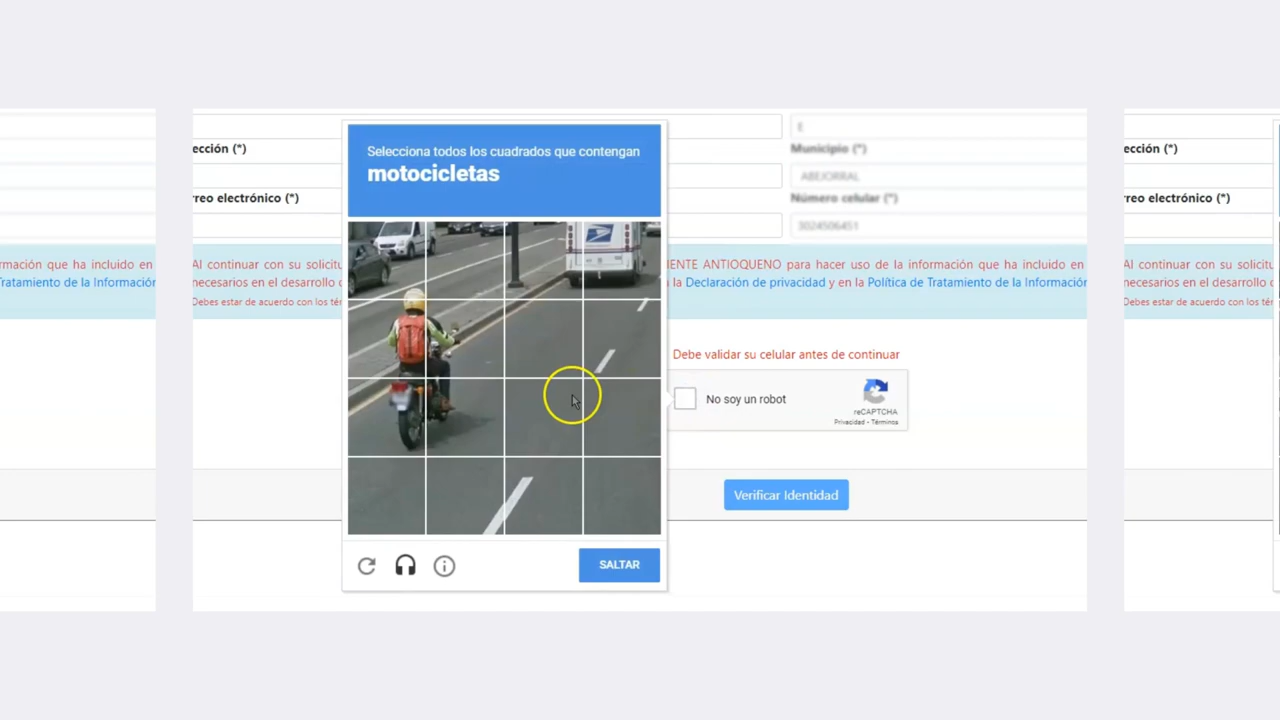 Selecciona todos los cuadrados que contengan
motocicletas
SALTAR
ección (*)
rreo electrónico (*)
Municipio (*)
ABEJORRAL
Número celular (*)
3024506451
rmación que ha incluido en
ratamiento de la Información
Al continuar con su solicitu
necesarios en el desarrollo
Debes estar de acuerdo con los tér
IENTE ANTIOQUEÑO para hacer uso de la información que ha incluido en
la Declaración de privacidad y en la Política de Tratamiento de la Información
Debe validar su celular antes de continuar
No soy un robot
reCAPTCHA
Privacidad - Términos
Verificar Identidad
ección (*)
rreo electrónico (*)
Al continuar con su solicitu
necesarios en el desarrollo d
Debes estar de acuerdo con los tér